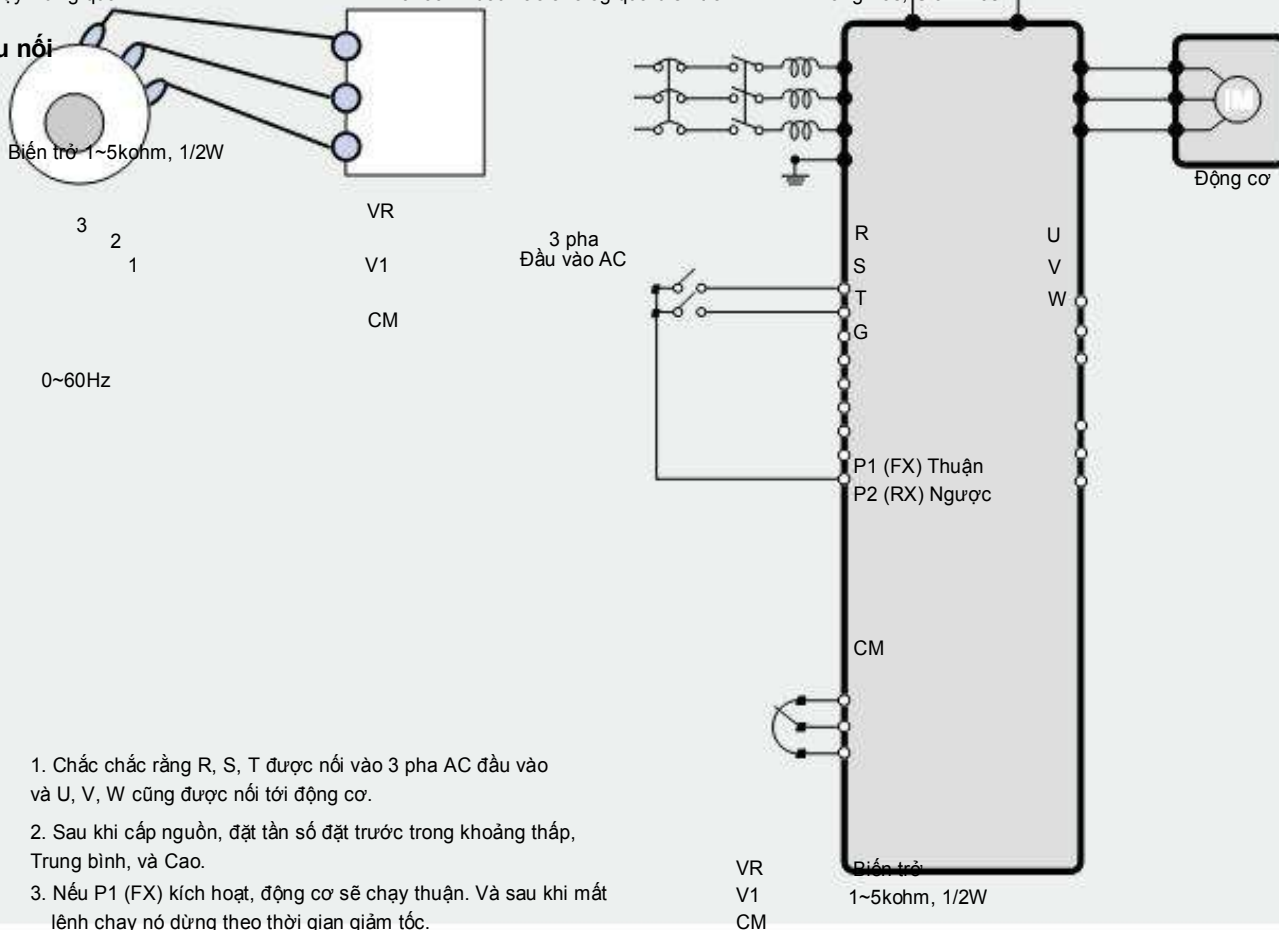 u nối
Biến trở 1~5kohm, 1/2W
3
2
1
VR
V1
CM
0~60Hz
3 pha
Đầu vào AC
R
S
T
G
U
V
W
IM
Động cơ
P1 (FX) Thuận
P2 (RX) Ngược
CM
1. Chắc chắc rằng R, S, T được nối vào 3 pha AC đầu vào
và U, V, W cũng được nối tới động cơ.
2. Sau khi cấp nguồn, đặt tần số đặt trước trong khoảng thấp,
Trung bình, và Cao.
3. Nếu P1 (FX) kích hoạt, động cơ sẽ chạy thuận. Và sau khi mất
lệnh chạy nó dừng theo thời gian giảm tốc.
VR
V1
CM
Biến trở
1~5kohm, 1/2W